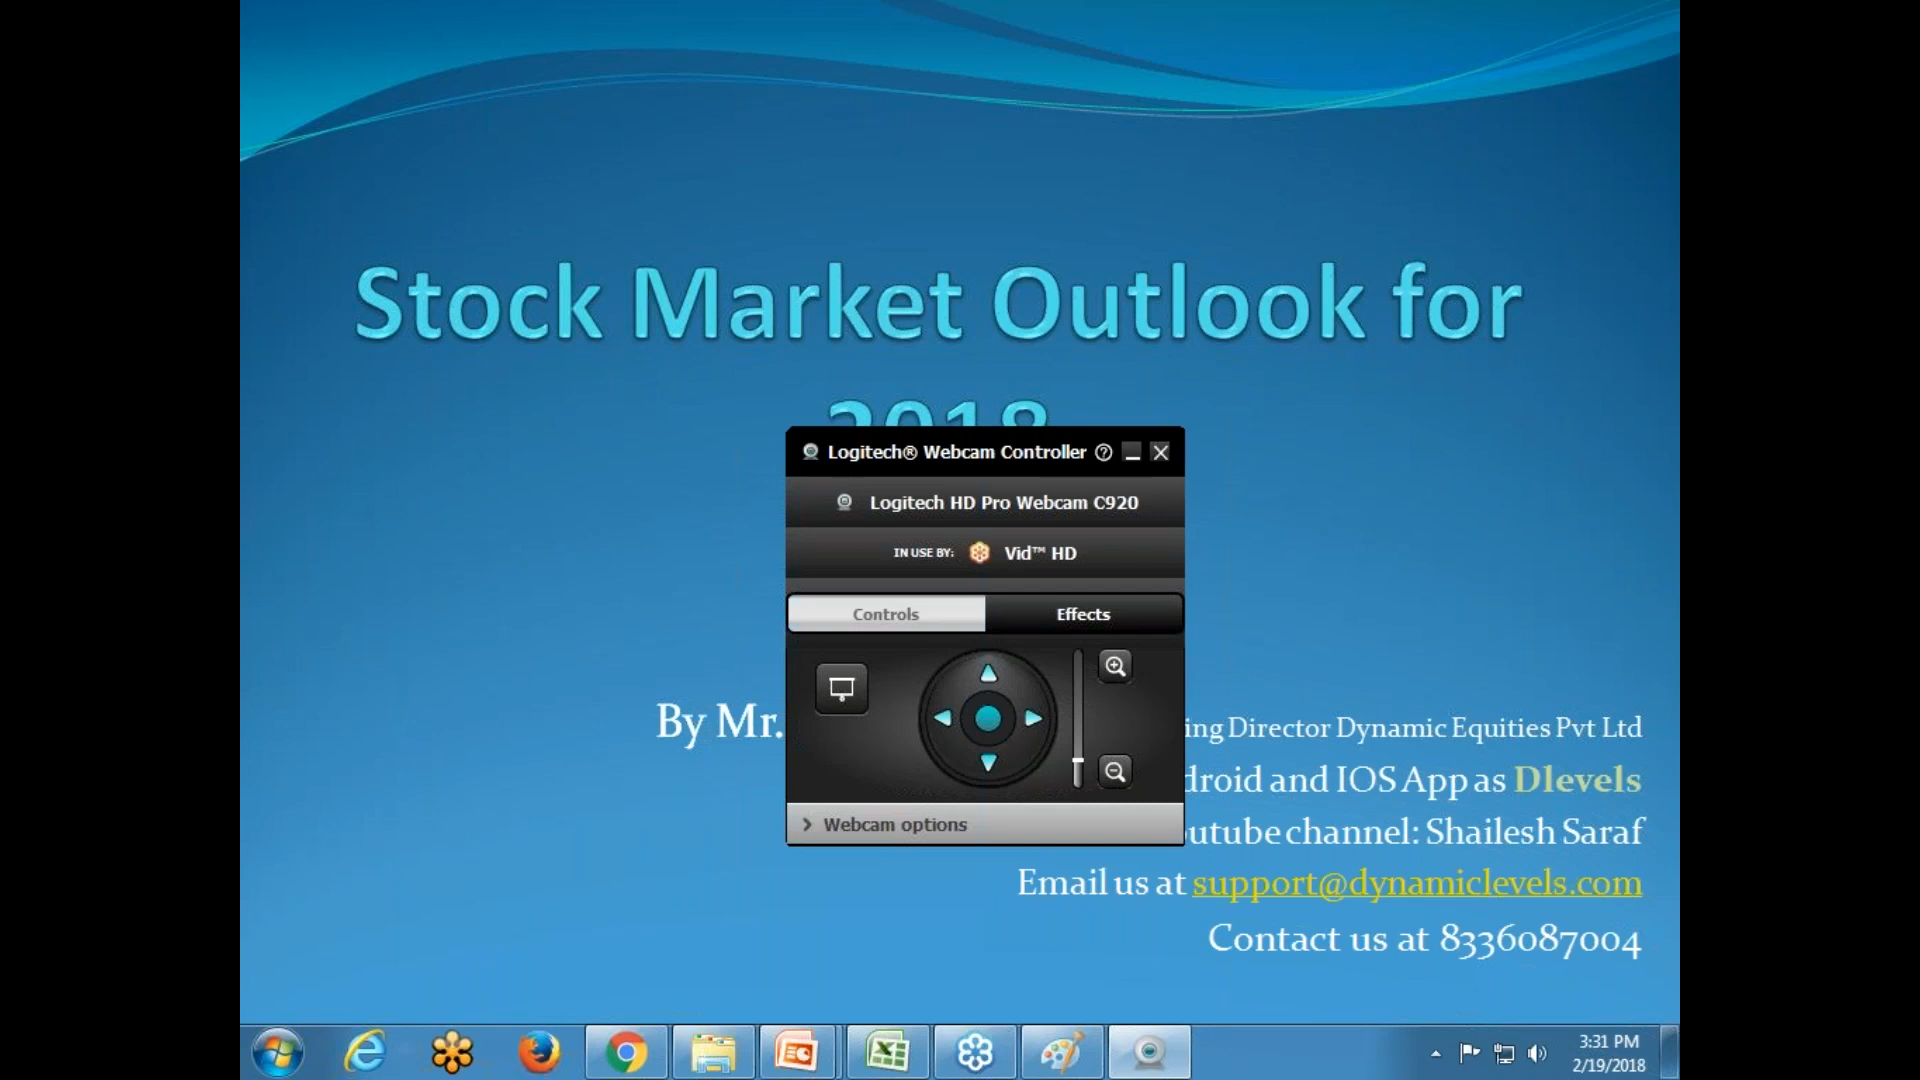 Stock Market Outlook for
2018
Logitech® Webcam Controller
Logitech HD Pro Webcam C920
IN USE BY: Vid™ HD
Controls Effects
By Mr. ing Director Dynamic Equities Pvt Ltd
droid and IOS App as Dlevels
Webcam options
utube channel: Shailesh Saraf
Email us at support@dynamiclevels.com
Contact us at 8336087004
3:31 PM
2/19/2018